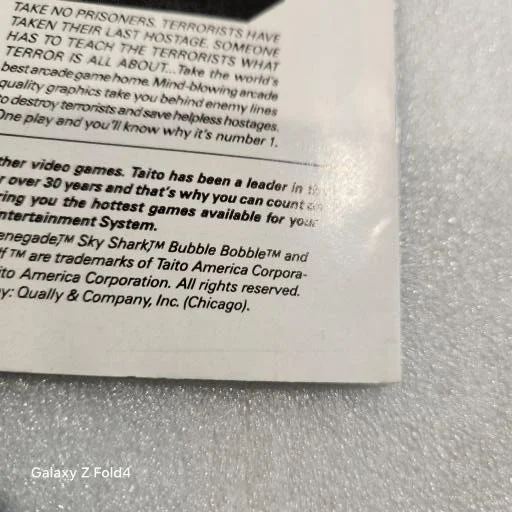 TAKE NO PRISONERS. TERRORISTS HAVE
TAKEN THEIR LAST HOSTAGE. SOMEONE
HAS TO TEACH THE TERRORISTS WHAT
TERROR IS ALL ABOUT... Take the world's
best arcade game home. Mind-blowing arcade
quality graphics take you behind enemy lines
to destroy terrorists and save helpless hostages.
One play and you'll know why it's number 1.
ther video games. Taito has been a leader in
r over 30 years and that's why you can count
ring you the hottest games available for your
ntertainment System.
enegade,™ Sky Shark,™ Bubble Bobble™ and
ff™ are trademarks of Taito America Corpora-
ito America Corporation. All rights reserved.
y: Qually & Company, Inc. (Chicago).
Galaxy Z Fold4